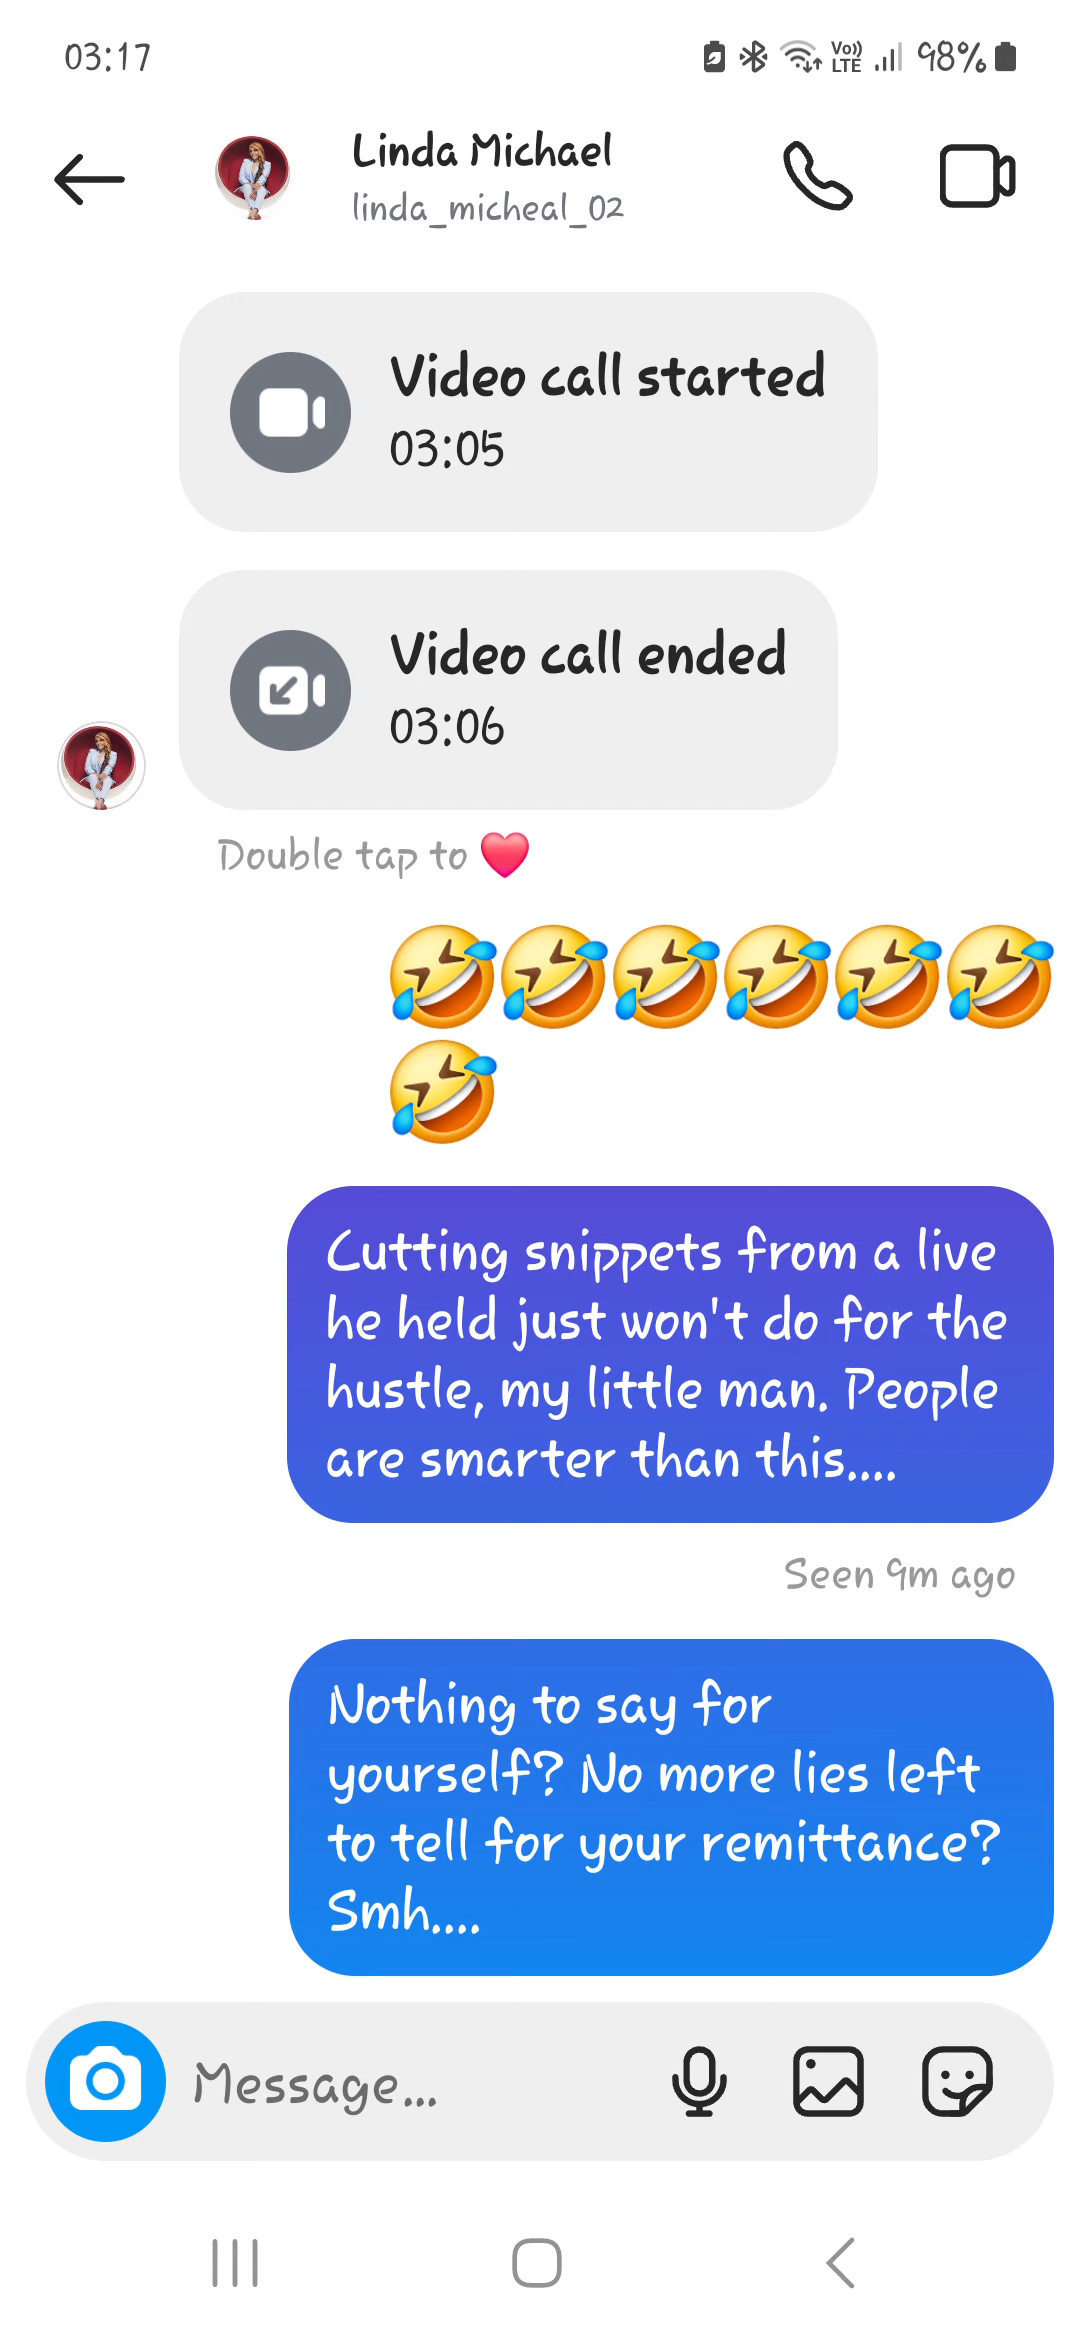 03:17
Vo)) LTE 98%
Linda Michael
linda_micheal_02
Video call started
03:05
Video call ended
03:06
Double tap to ❤️
🤣🤣🤣🤣🤣🤣
🤣
Cutting snippets from a live
he held just won't do for the
hustle, my little man. People
are smarter than this....
Seen 9m ago
Nothing to say for
yourself? No more lies left
to tell for your remittance?
Smh....
Message...